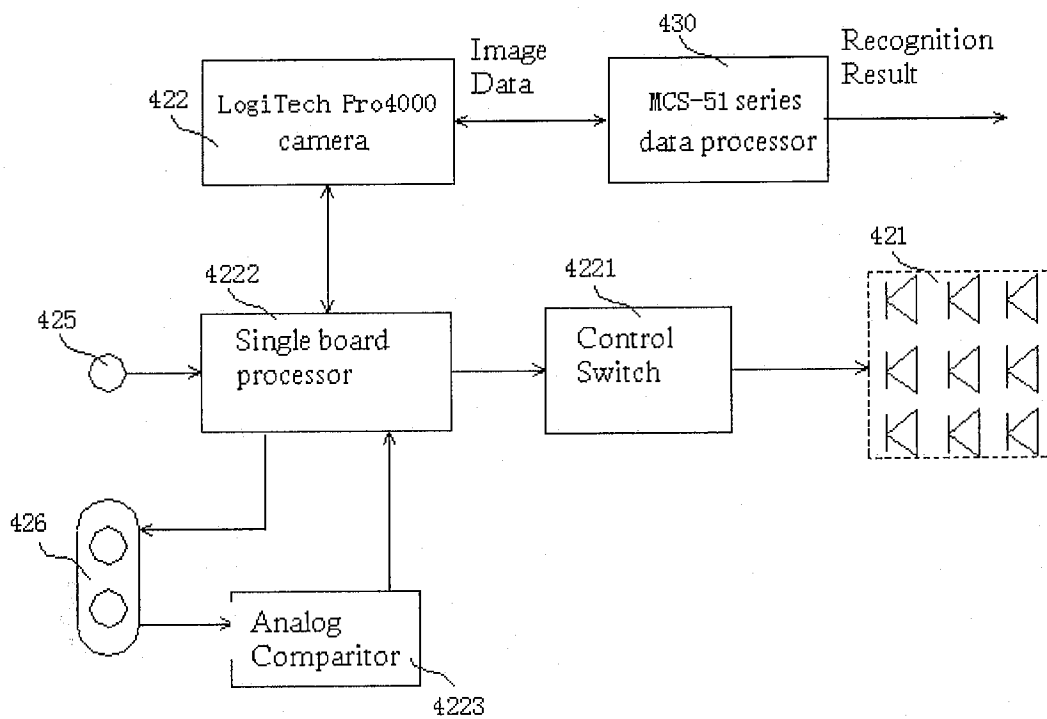 430
Image
Data
Recognition
Result
422
LogiTech Pro4000
camera
MCS-51 series
data processor
421
4222
4221
425
Single board
processor
Control
Switch
426
Analog
Comparitor
4223